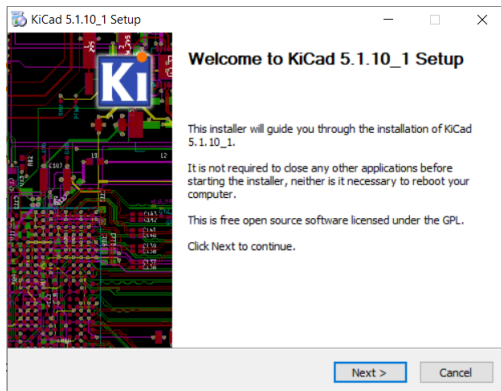 KiCad 5.1.10_1 Setup
Welcome to KiCad 5.1.10_1 Setup
Ki
This installer will guide you through the installation of KiCad
5.1.10_1.
It is not required to close any other applications before
starting the installer, neither is it necessary to reboot your
computer.
This is free open source software licensed under the GPL.
Click Next to continue.
Next >
Cancel